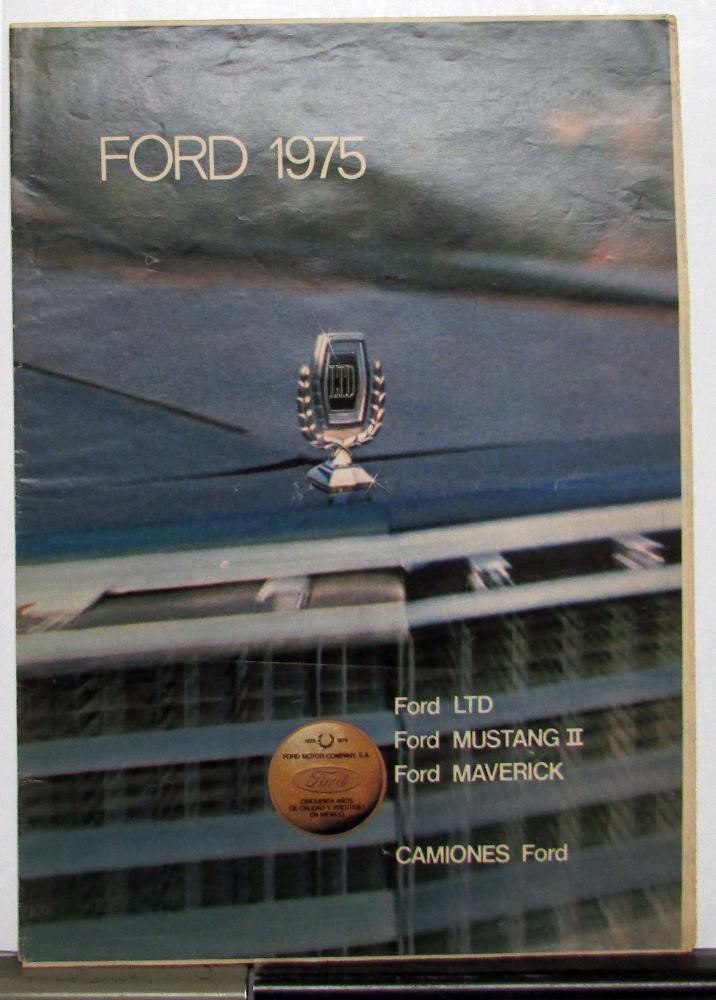 FORD 1975
LTD
Ford LTD
Ford MUSTANG II
Ford MAVERICK
1925 1975
FORD MOTOR COMPANY, S.A.
Ford
CINCUENTA AÑOS
DE CALIDAD Y PRESTIGIO
EN MEXICO
CAMIONES Ford